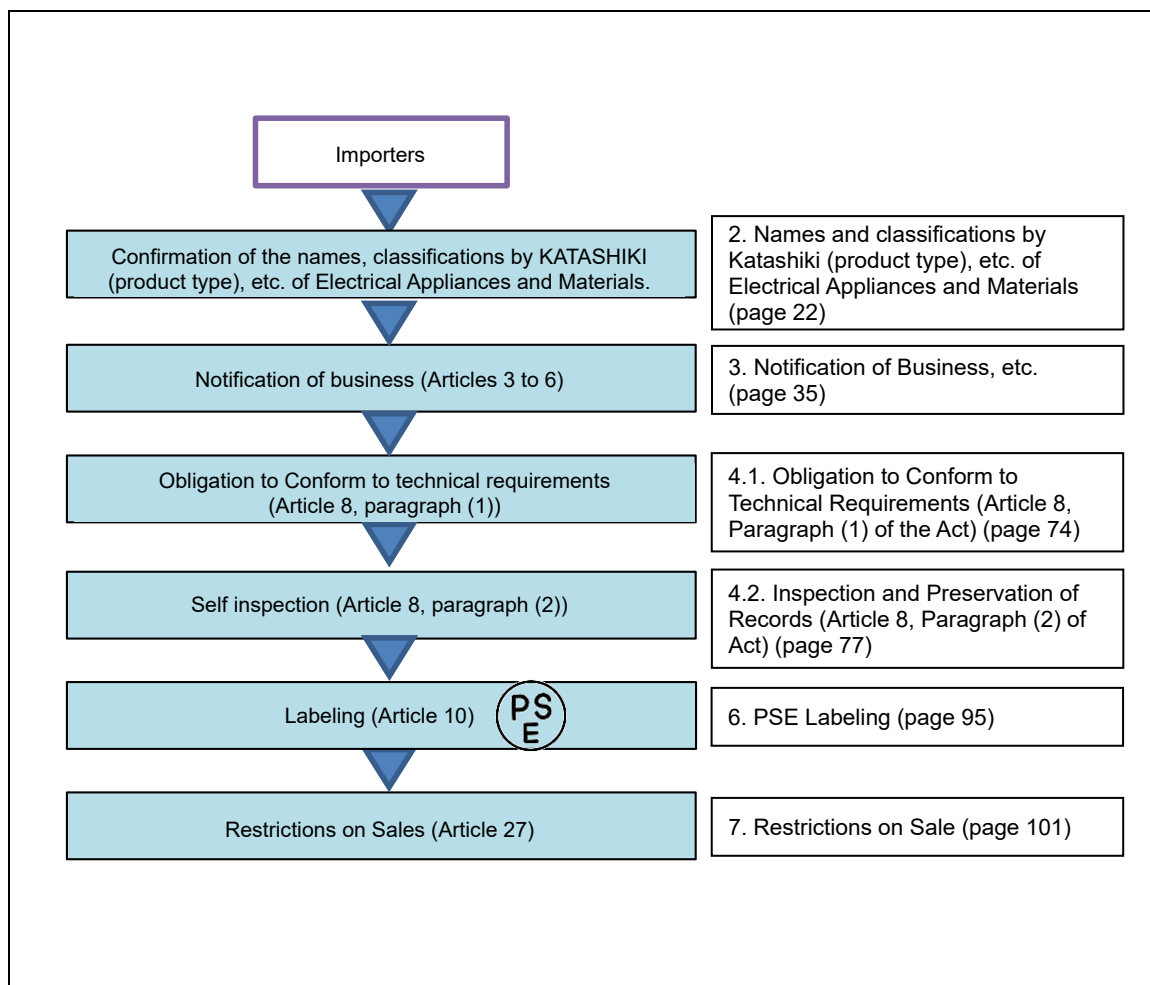 Importers
Confirmation of the names, classifications by KATASHIKI
(product type), etc. of Electrical Appliances and Materials.
2. Names and classifications by
Katashiki (product type), etc. of
Electrical Appliances and Materials
(page 22)
Notification of business (Articles 3 to 6)
3. Notification of Business, etc.
(page 35)
Obligation to Conform to technical requirements
(Article 8, paragraph (1))
4.1. Obligation to Conform to
Technical Requirements (Article 8,
Paragraph (1) of the Act) (page 74)
Self inspection (Article 8, paragraph (2))
4.2. Inspection and Preservation of
Records (Article 8, Paragraph (2) of
Act) (page 77)
Labeling (Article 10)
PS
E
6. PSE Labeling (page 95)
Restrictions on Sales (Article 27)
7. Restrictions on Sale (page 101)